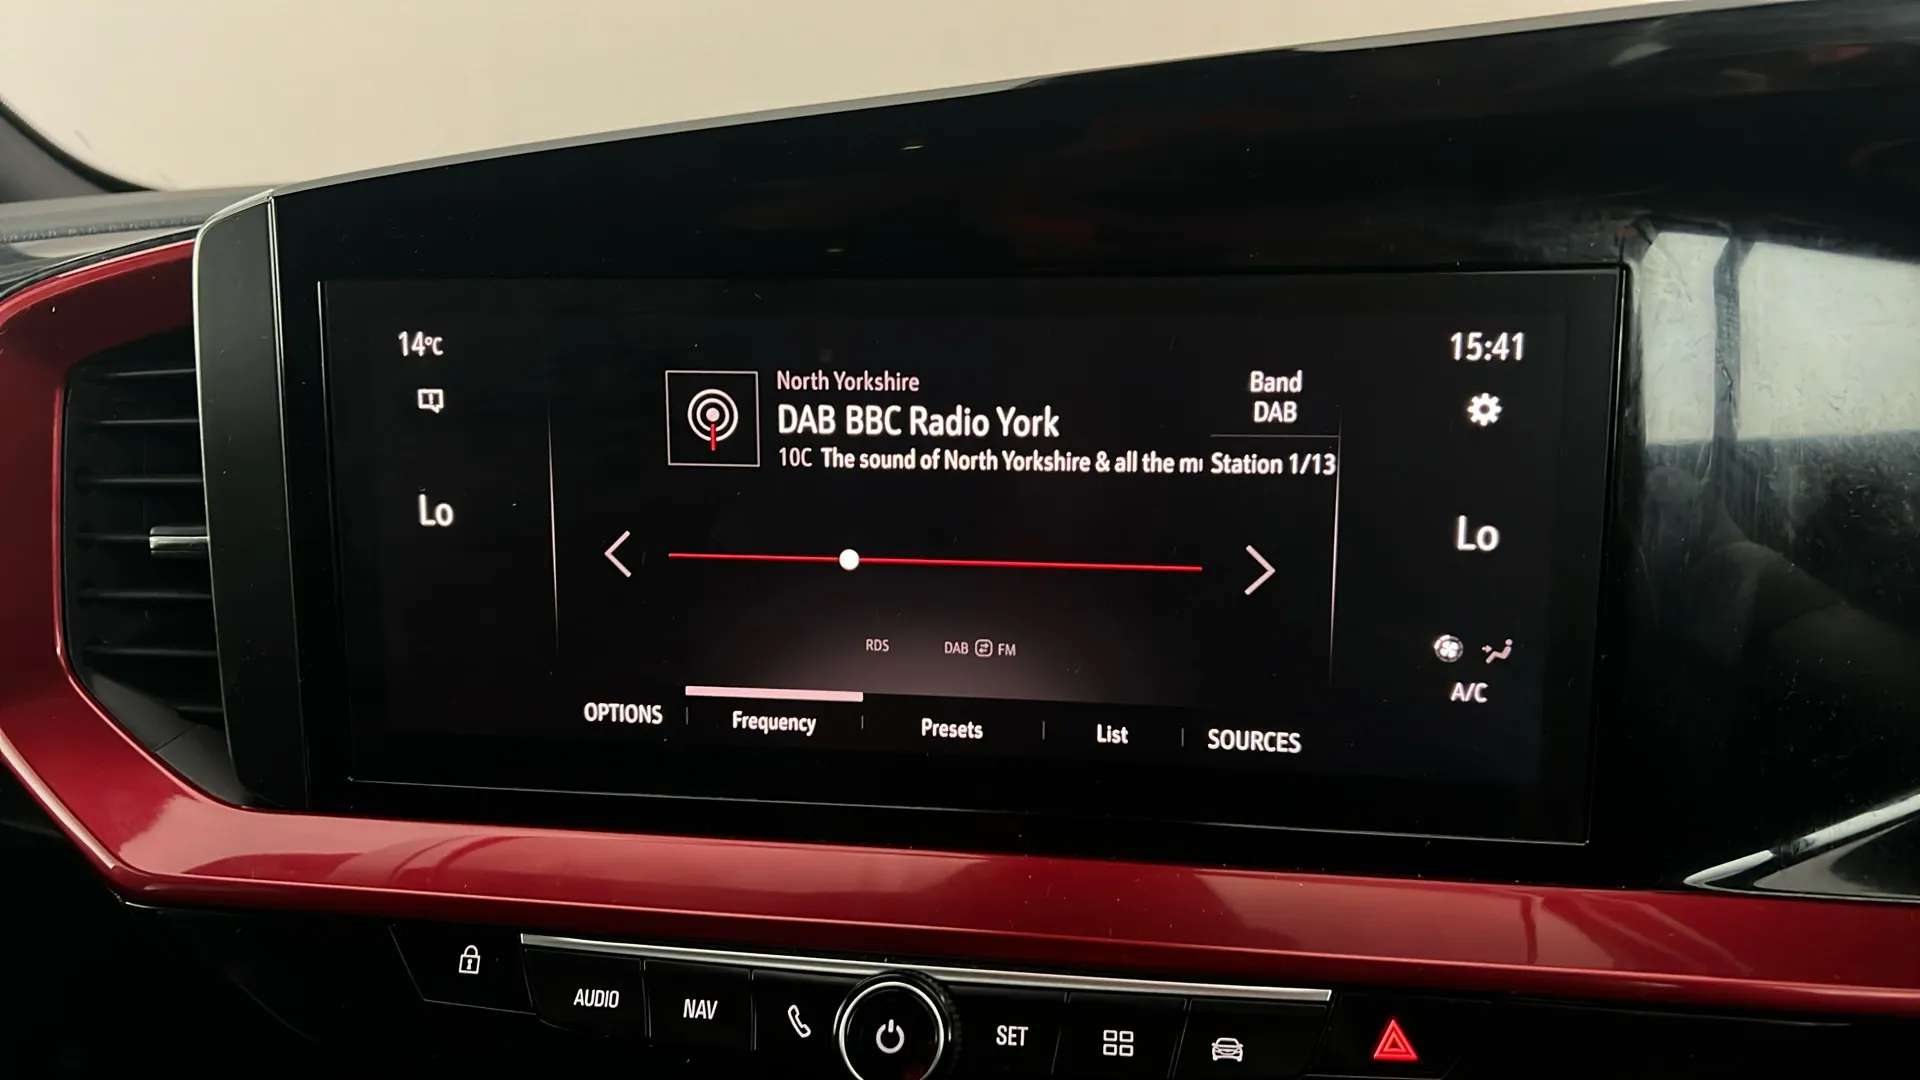 14°C
15:41
North Yorkshire
DAB BBC Radio York
10C The sound of North Yorkshire & all the mu
Band
DAB
Station 1/13
Lo
Lo
RDS
DAB FM
A/C
OPTIONS
Frequency
Presets
List
SOURCES
AUDIO
NAV
SET